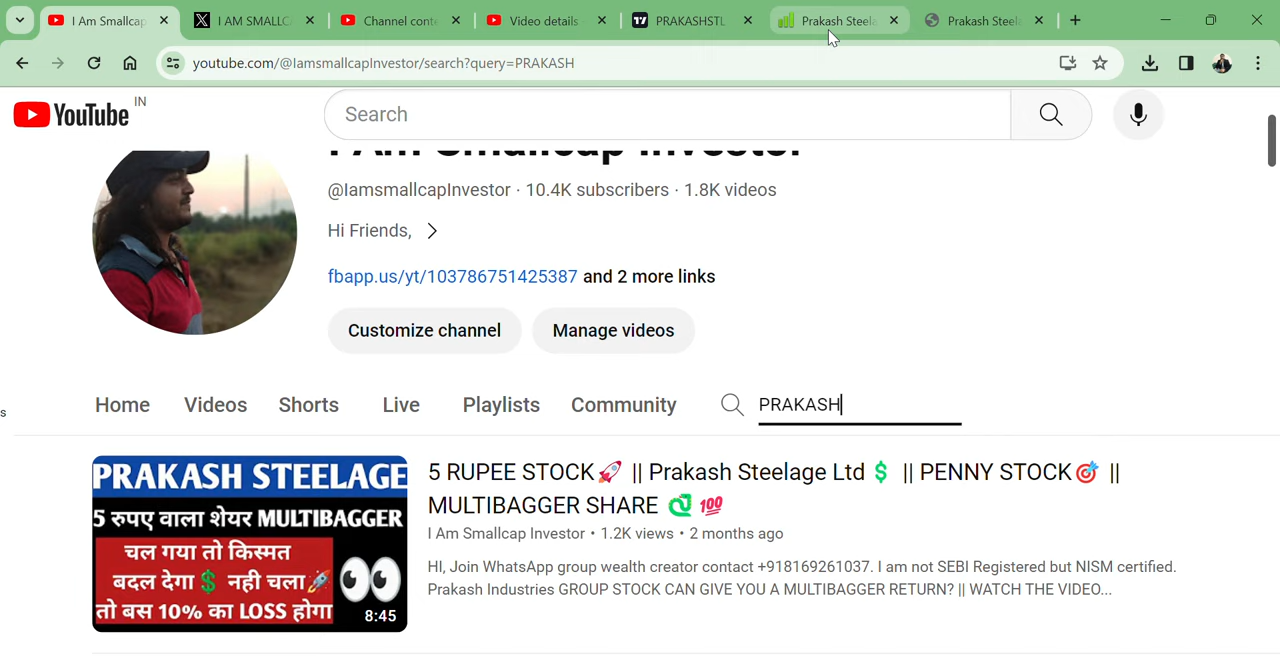 I Am Smallcap
I AM SMALLC
Channel conte
Video details
PRAKASHSTL
Prakash Steela
Prakash Steel
youtube.com/@IamsmallcapInvestor/search?query=PRAKASH
YouTube IN
Search
I Am Smallcap Investor
@IamsmallcapInvestor · 10.4K subscribers · 1.8K videos
Hi Friends,
fbapp.us/yt/103786751425387 and 2 more links
Customize channel
Manage videos
s
Home Videos Shorts Live Playlists Community PRAKASH
PRAKASH STEELAGE
5 रुपए वाला शेयर MULTIBAGGER
चल गया तो किस्मत
बदल देगा💲 नही चला🚀
तो बस 10% का LOSS होगा
8:45
5 RUPEE STOCK🚀 || Prakash Steelage Ltd 💲 || PENNY STOCK🎯 ||
MULTIBAGGER SHARE 💯
I Am Smallcap Investor • 1.2K views • 2 months ago
HI, Join WhatsApp group wealth creator contact +918169261037. I am not SEBI Registered but NISM certified.
Prakash Industries GROUP STOCK CAN GIVE YOU A MULTIBAGGER RETURN? || WATCH THE VIDEO...